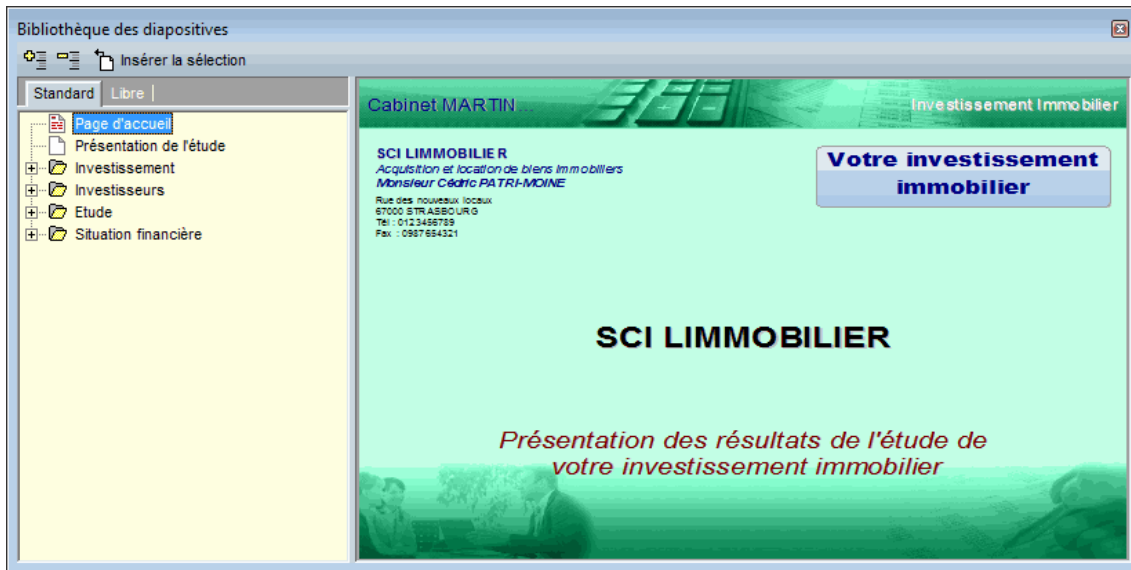 Bibliothèque des diapositives
Insérer la sélection
Standard Libre
Page d'accueil
Présentation de l'étude
Investissement
Investisseurs
Etude
Situation financière
Cabinet MARTIN...
Investissement Immobilier
SCI LIMMOBILIER
Acquisition et location de biens immobiliers
Monsieur Cédric PATRI-MOINE
Rue des nouveaux locaux
67000 STRASBOURG
Tél : 0123456789
Fax : 0987654321
Votre investissement
immobilier
SCI LIMMOBILIER
Présentation des résultats de l'étude de
votre investissement immobilier